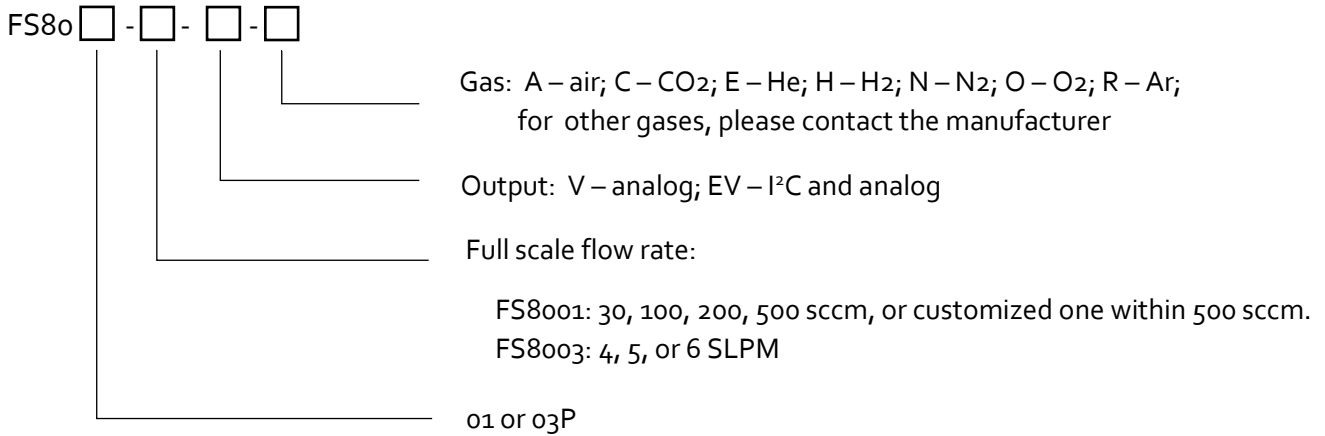 FS80☐ - ☐ - ☐ - ☐
Gas: A – air; C – CO2; E – He; H – H2; N – N2; O – O2; R – Ar;
for other gases, please contact the manufacturer
Output: V – analog; EV – I²C and analog
Full scale flow rate:
FS8001: 30, 100, 200, 500 sccm, or customized one within 500 sccm.
FS8003: 4, 5, or 6 SLPM
01 or 03P